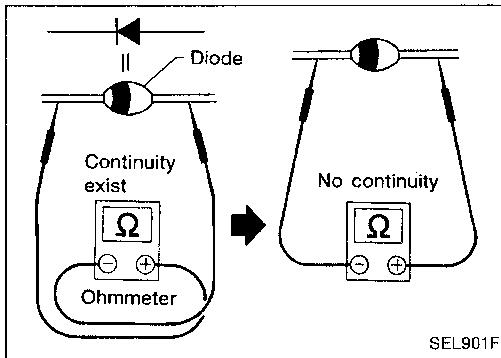 Diode
Continuity
exist
Ω
− +
Ohmmeter
No continuity
Ω
− +
SEL901F